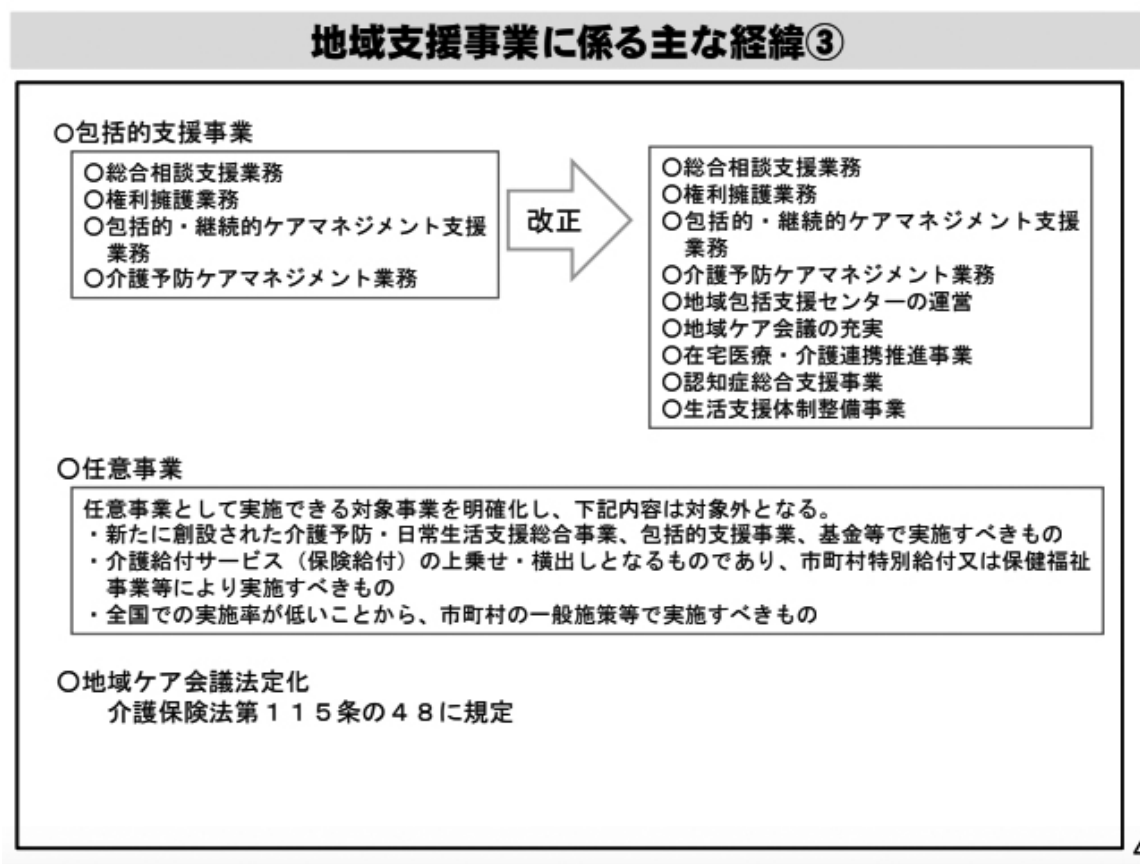 地域支援事業に係る主な経緯③
○包括的支援事業
○総合相談支援業務
○権利擁護業務
○包括的・継続的ケアマネジメント支援
業務
○介護予防ケアマネジメント業務
改正
○総合相談支援業務
○権利擁護業務
○包括的・継続的ケアマネジメント支援
業務
○介護予防ケアマネジメント業務
○地域包括支援センターの運営
○地域ケア会議の充実
○在宅医療・介護連携推進事業
○認知症総合支援事業
○生活支援体制整備事業
○任意事業
任意事業として実施できる対象事業を明確化し、下記内容は対象外となる。
・新たに創設された介護予防・日常生活支援総合事業、包括的支援事業、基金等で実施すべきもの
・介護給付サービス（保険給付）の上乗せ・横出しとなるものであり、市町村特別給付又は保健福祉
事業等により実施すべきもの
・全国での実施率が低いことから、市町村の一般施策等で実施すべきもの
○地域ケア会議法定化
介護保険法第１１５条の４８に規定